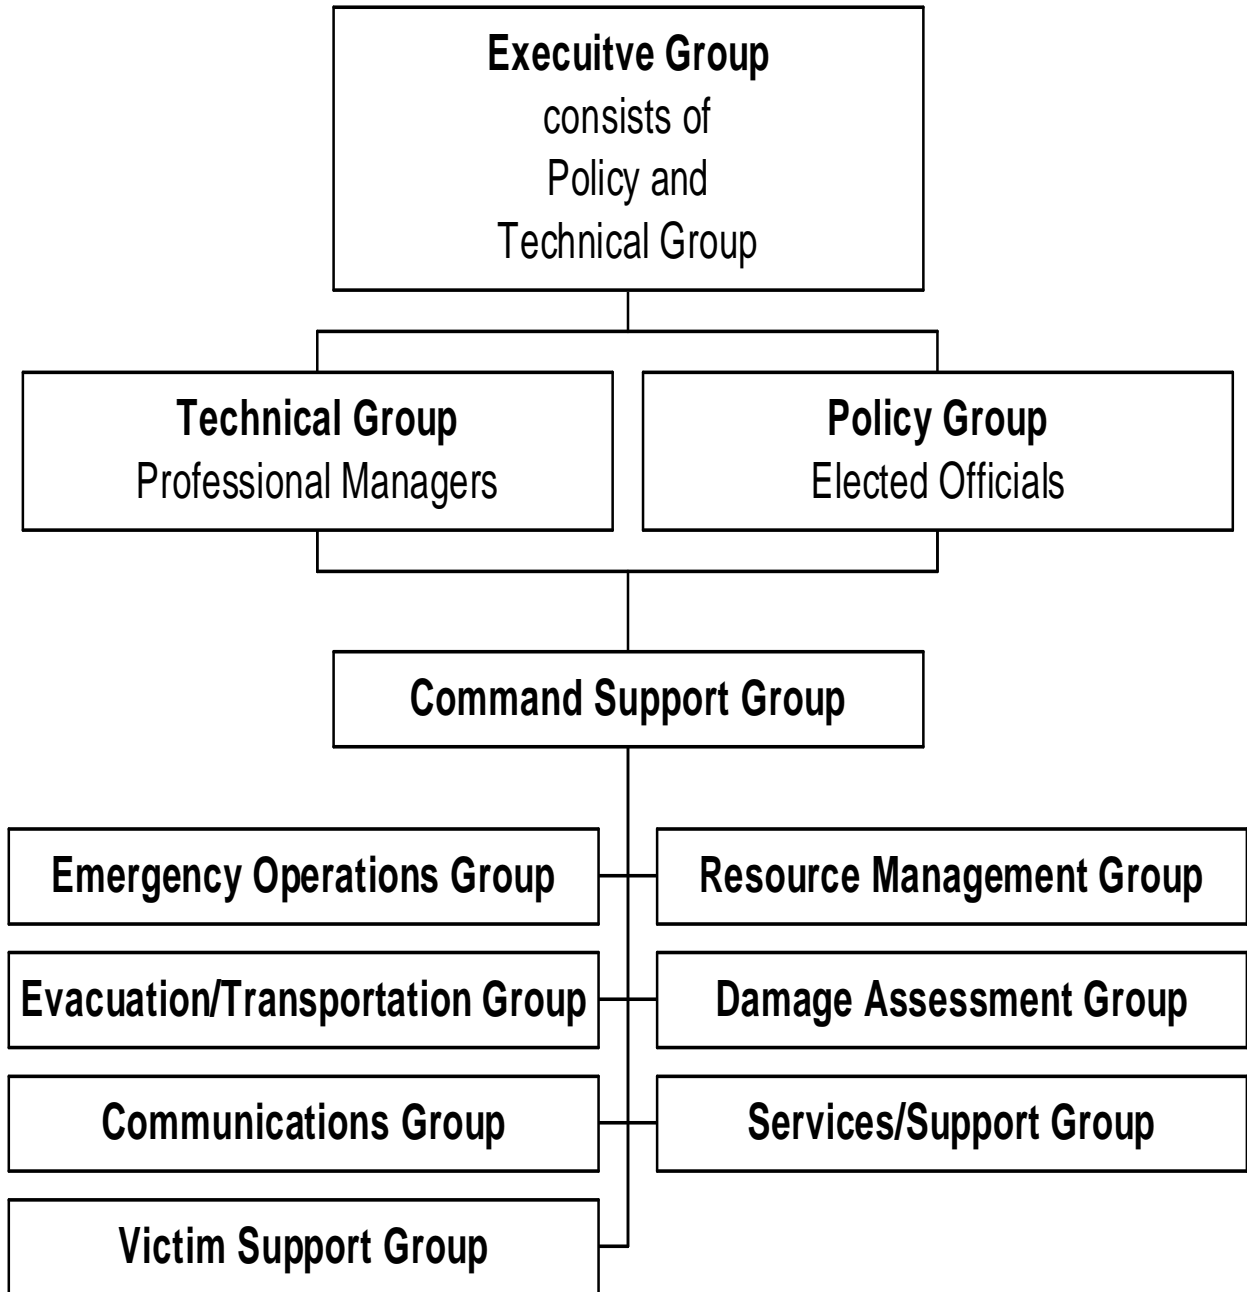 Execuitve Group
consists of
Policy and
Technical Group
Technical Group
Professional Managers
Policy Group
Elected Officials
Command Support Group
Emergency Operations Group
Resource Management Group
Evacuation/Transportation Group
Damage Assessment Group
Communications Group
Services/Support Group
Victim Support Group